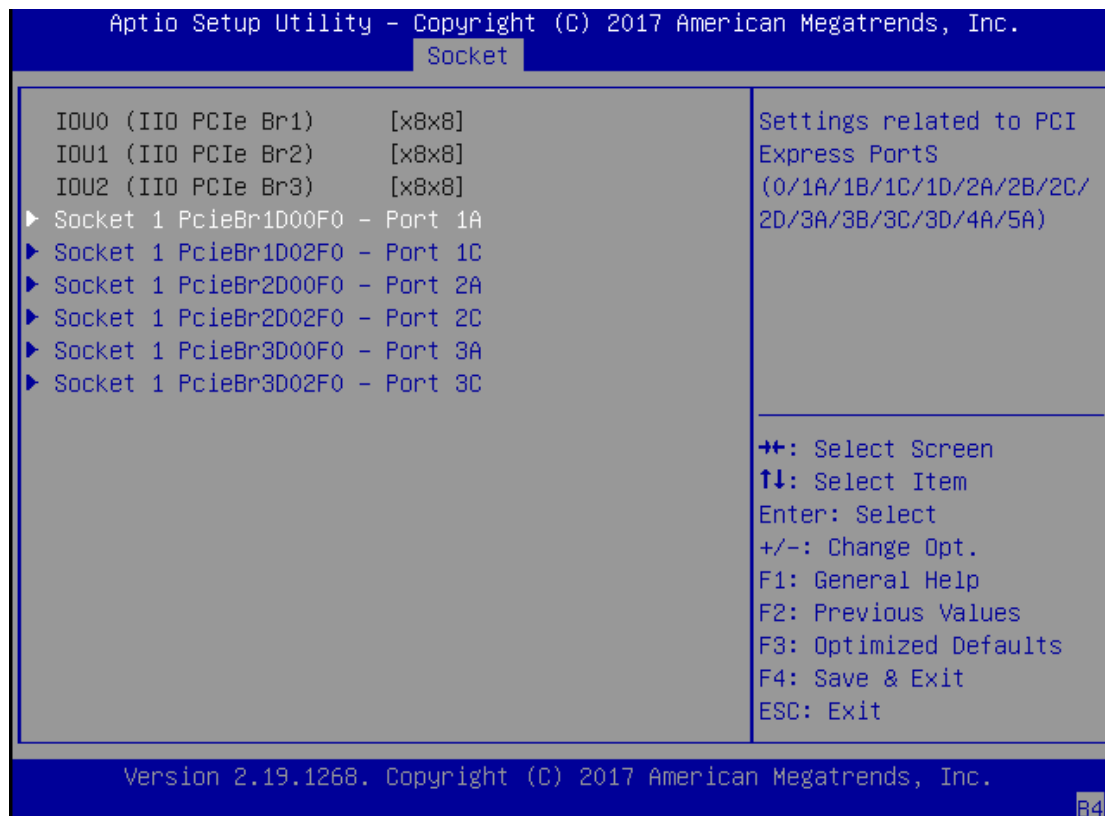 Aptio Setup Utility – Copyright (C) 2017 American Megatrends, Inc.
Socket
IOU0 (IIO PCIe Br1) [x8x8]
IOU1 (IIO PCIe Br2) [x8x8]
IOU2 (IIO PCIe Br3) [x8x8]
Socket 1 PcieBr1D00F0 – Port 1A
Socket 1 PcieBr1D02F0 – Port 1C
Socket 1 PcieBr2D00F0 – Port 2A
Socket 1 PcieBr2D02F0 – Port 2C
Socket 1 PcieBr3D00F0 – Port 3A
Socket 1 PcieBr3D02F0 – Port 3C
Settings related to PCI
Express PortS
(0/1A/1B/1C/1D/2A/2B/2C/
2D/3A/3B/3C/3D/4A/5A)
→←: Select Screen
↑↓: Select Item
Enter: Select
+/-: Change Opt.
F1: General Help
F2: Previous Values
F3: Optimized Defaults
F4: Save & Exit
ESC: Exit
Version 2.19.1268. Copyright (C) 2017 American Megatrends, Inc.
B4